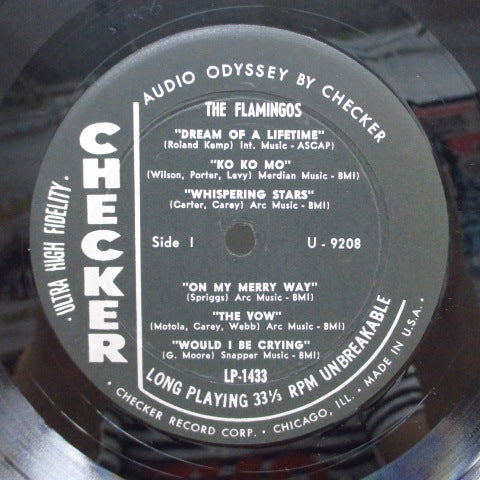 AUDIO ODYSSEY BY CHECKER
THE FLAMINGOS
"DREAM OF A LIFETIME"
(Roland Kemp) Int. Music - ASCAP)
"KO KO MO"
(Wilson, Porter, Levy) Merdian Music - BMI)
"WHISPERING STARS"
(Carter, Carey) Arc Music - BMI)
CHECKER
· ULTRA HIGH FIDELITY ·
Side 1 U - 9208
"ON MY MERRY WAY"
(Spriggs) Arc Music - BMI)
"THE VOW"
(Motola, Carey, Webb) Arc Music - BMI)
"WOULD I BE CRYING"
(G. Moore) Snapper Music - BMI)
LP-1433
LONG PLAYING 33⅓ RPM UNBREAKABLE
· CHECKER RECORD CORP. · CHICAGO, ILL. · MADE IN U.S.A. ·